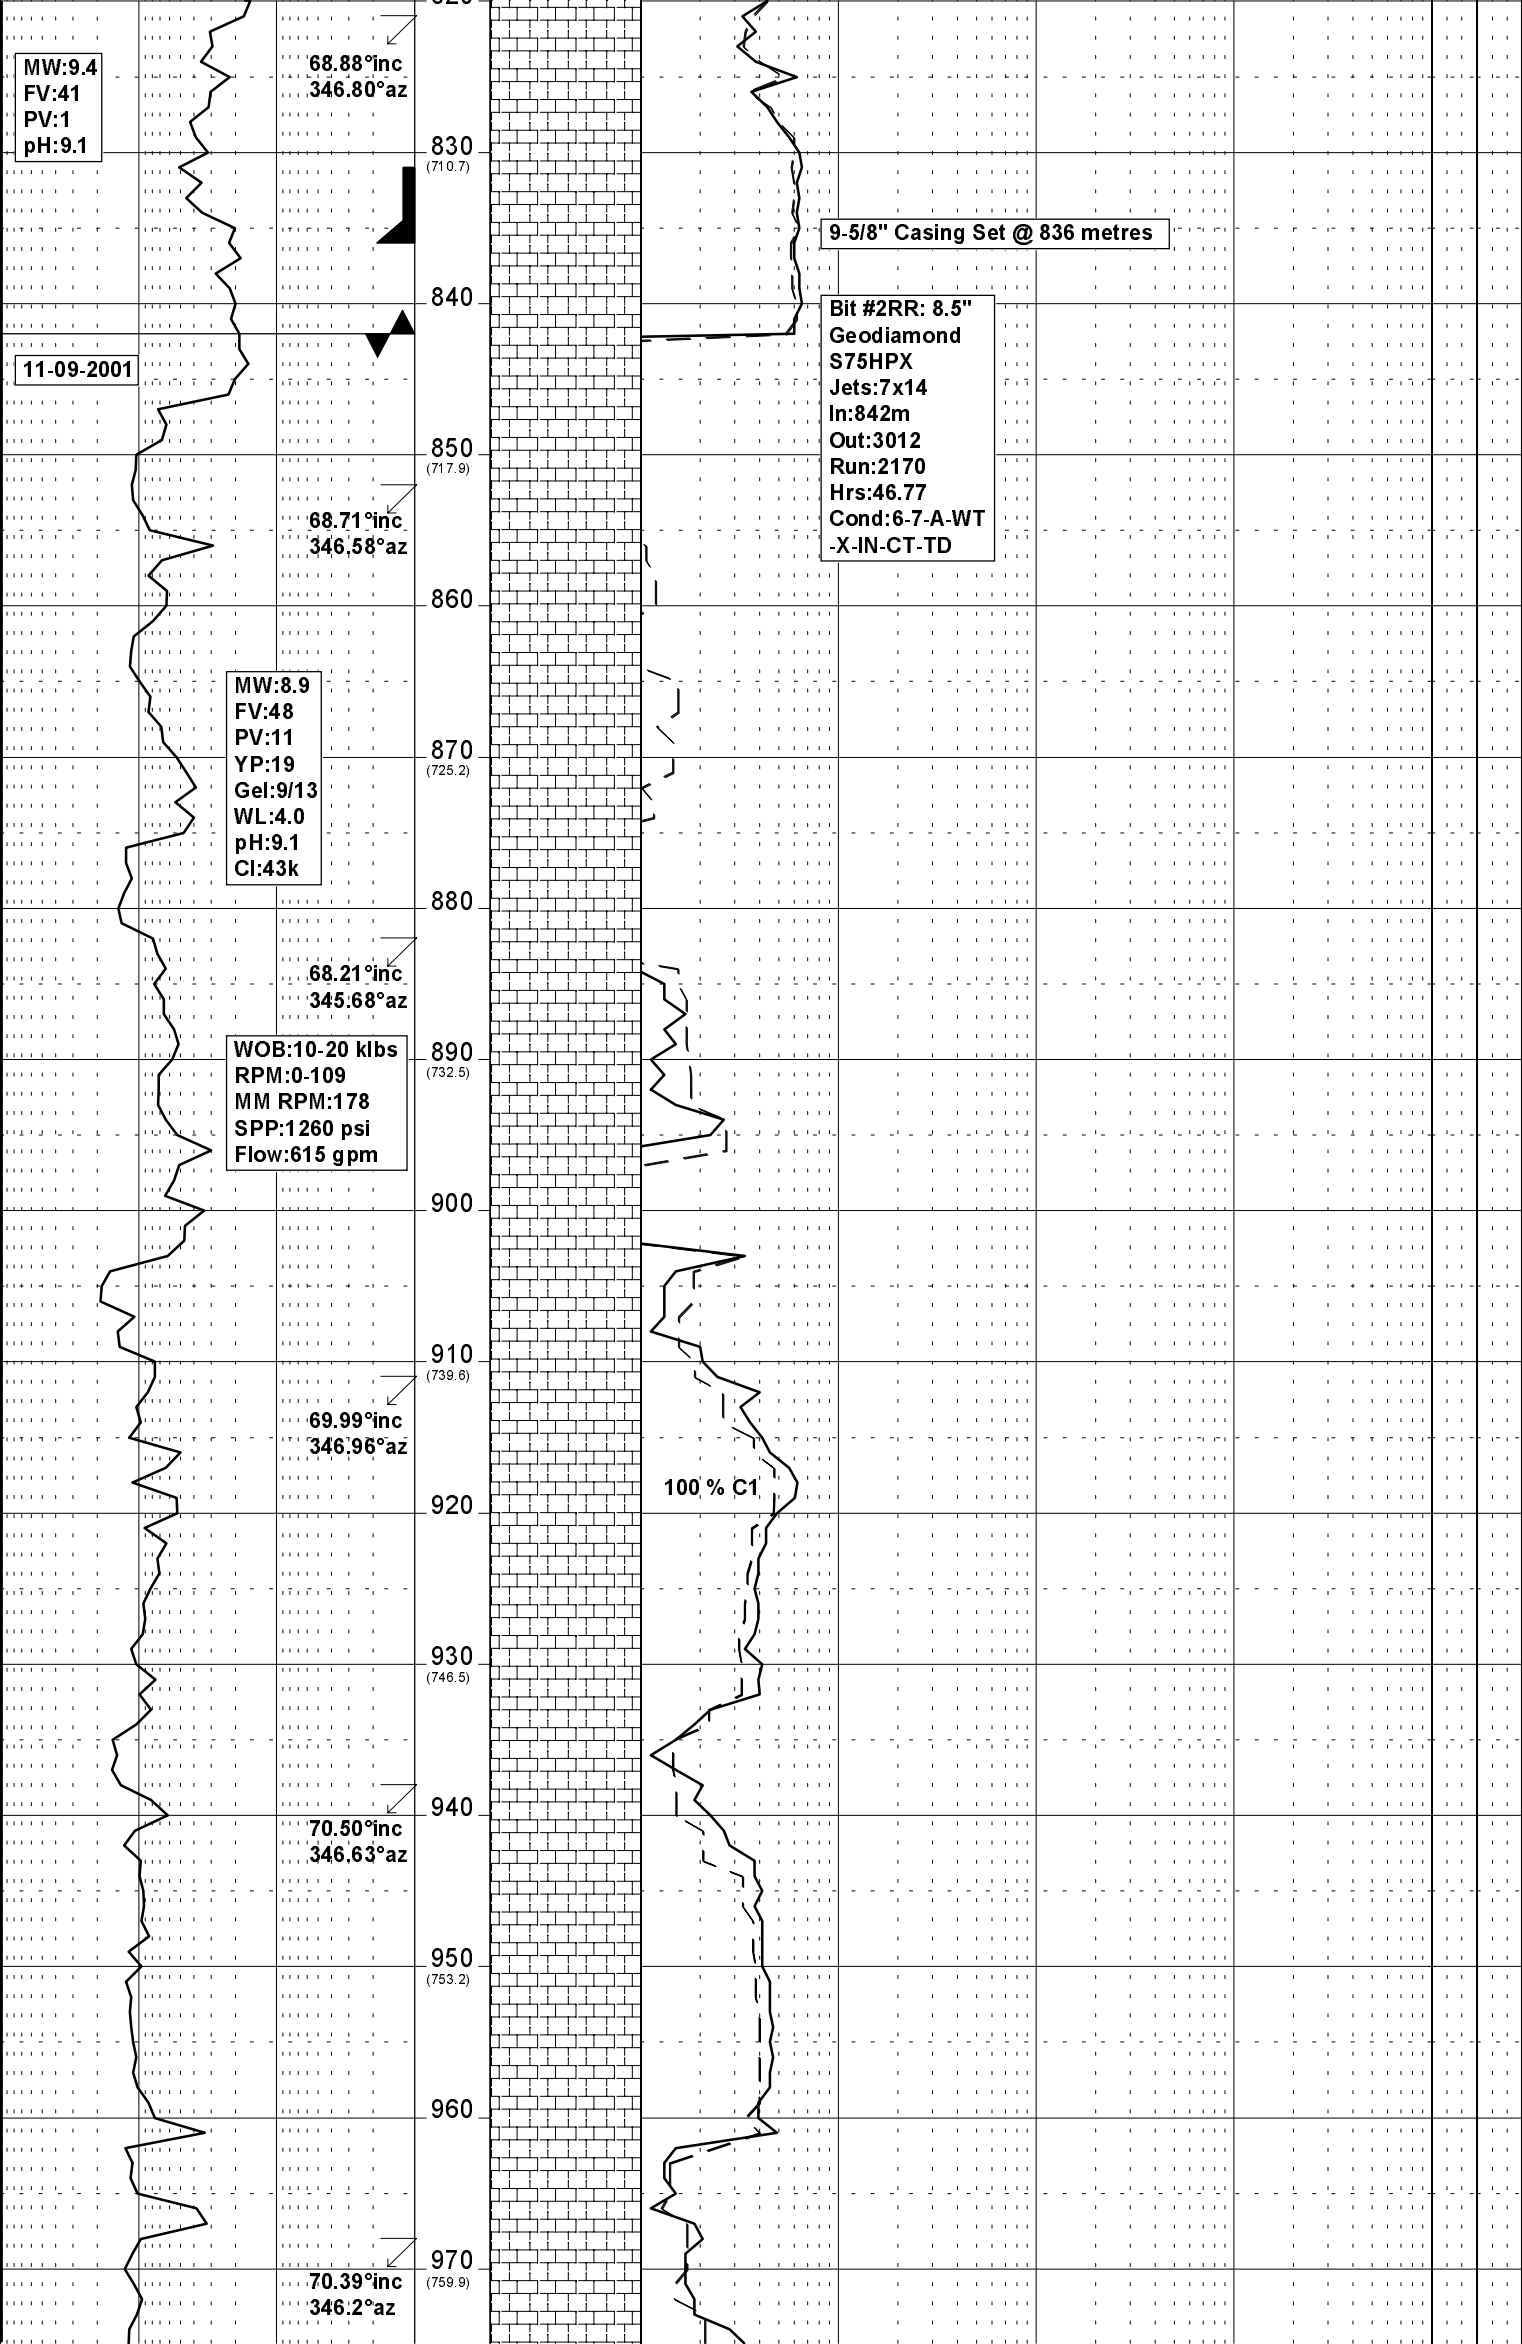 68.88°inc
346.80°az
MW:9.4
FV:41
PV:1
pH:9.1
830
(710.7)
9-5/8" Casing Set @ 836 metres
840
Bit #2RR: 8.5"
Geodiamond
S75HPX
Jets:7x14
In:842m
Out:3012
Run:2170
Hrs:46.77
Cond:6-7-A-WT
-X-IN-CT-TD
11-09-2001
850
(717.9)
68.71°inc
346.58°az
860
MW:8.9
FV:48
PV:11
YP:19
Gel:9/13
WL:4.0
pH:9.1
Cl:43k
870
(725.2)
880
68.21°inc
345.68°az
WOB:10-20 klbs
RPM:0-109
MM RPM:178
SPP:1260 psi
Flow:615 gpm
890
(732.5)
900
910
(739.6)
69.99°inc
346.96°az
100 % C1
920
930
(746.5)
940
70.50°inc
346.63°az
950
(753.2)
960
970
(759.9)
70.39°inc
346.2°az